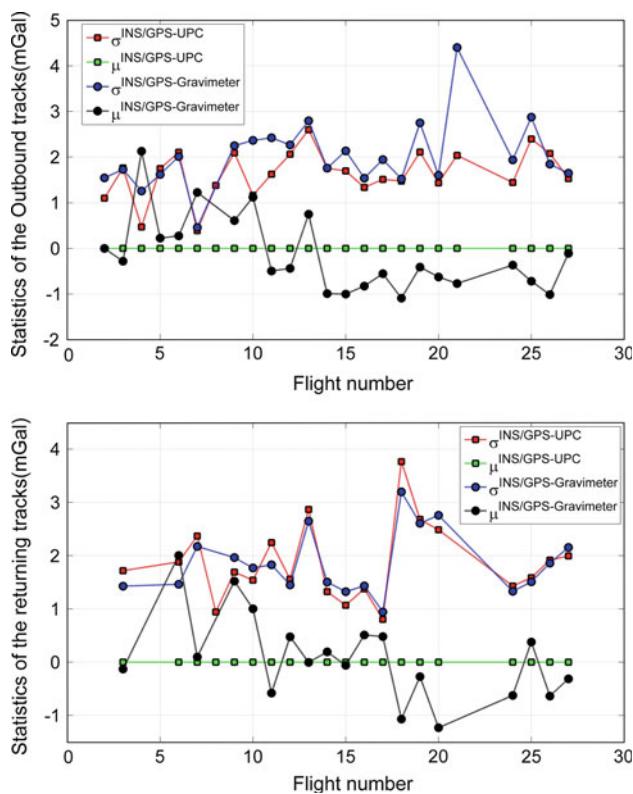 Statistics of the Outbound tracks(mGal)
5
4
3
2
1
0
-1
-2
σINS/GPS-UPC
μINS/GPS-UPC
σINS/GPS-Gravimeter
μINS/GPS-Gravimeter
0
5
10
15
20
25
30
Flight number
Statistics of the returning tracks(mGal)
4
3
2
1
0
-1
σINS/GPS-UPC
μINS/GPS-UPC
σINS/GPS-Gravimeter
μINS/GPS-Gravimeter
0
5
10
15
20
25
30
Flight number